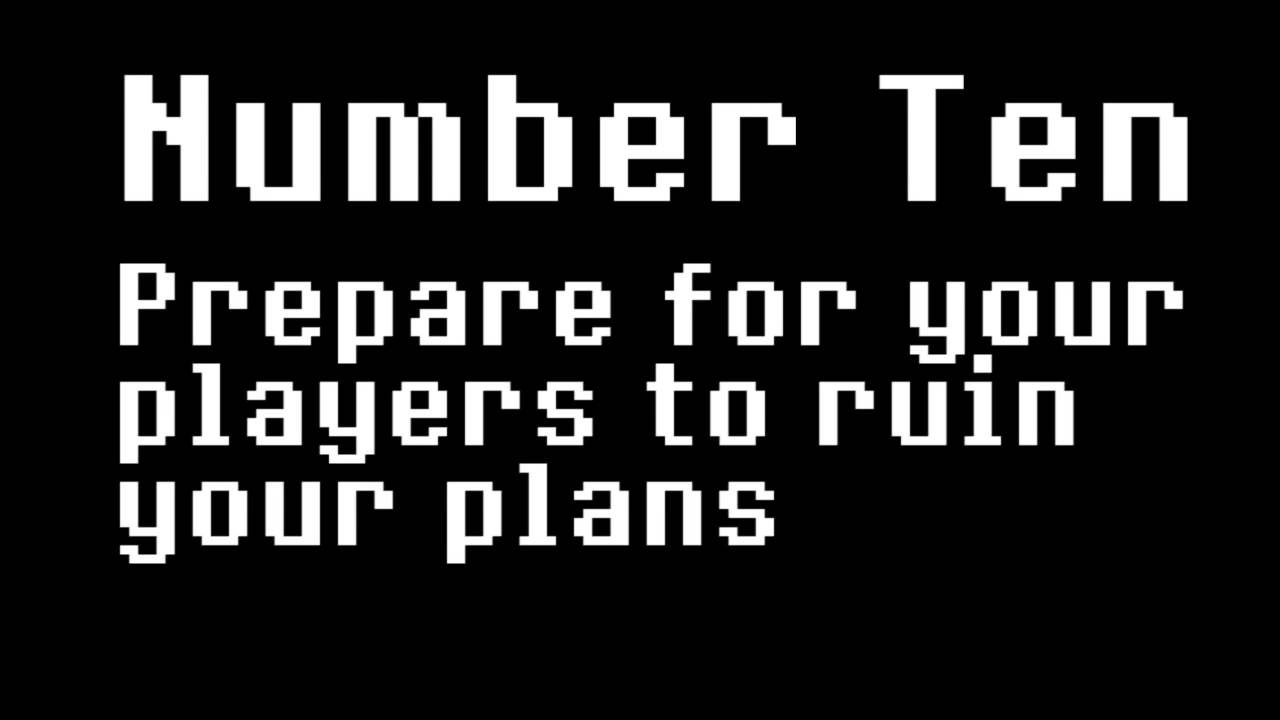 Number Ten
Prepare for your
players to ruin
your plans